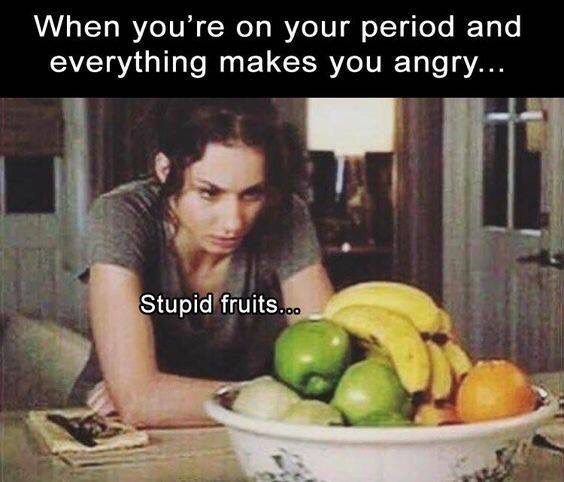 When you're on your period and
everything makes you angry...
Stupid fruits...